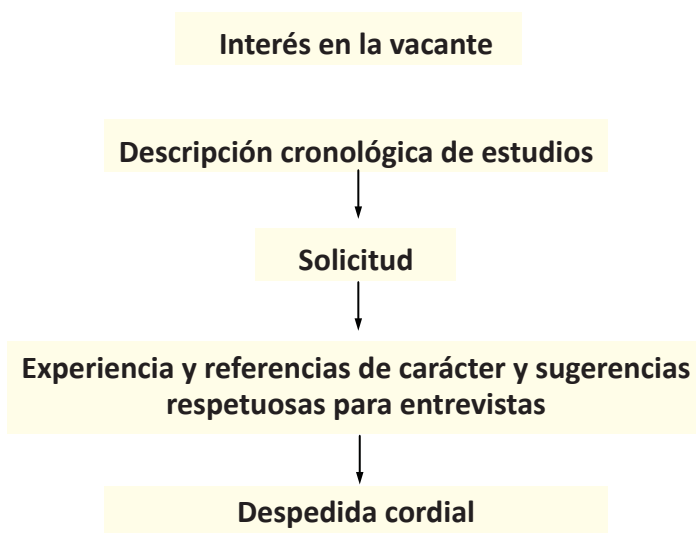 Interés en la vacante
Descripción cronológica de estudios
Solicitud
Experiencia y referencias de carácter y sugerencias
respetuosas para entrevistas
Despedida cordial